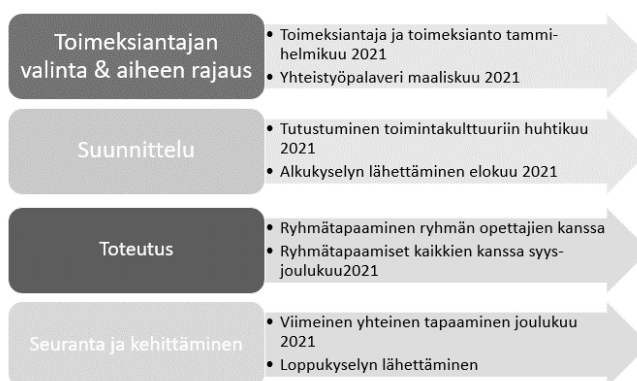 Toimeksiantajan
valinta & aiheen rajaus
• Toimeksiantaja ja toimeksianto tammi-
helmikuu 2021
• Yhteistyöpalaveri maaliskuu 2021
Suunnittelu
• Tutustuminen toimintakulttuuriin huhtikuu
2021
• Alkukyselyn lähettäminen elokuu 2021
Toteutus
• Ryhmätapaaminen ryhmän opettajien kanssa
• Ryhmätapaamiset kaikkien kanssa syys-
joulukuu2021
Seuranta ja kehittäminen
• Viimeinen yhteinen tapaaminen joulukuu
2021
• Loppukyselyn lähettäminen